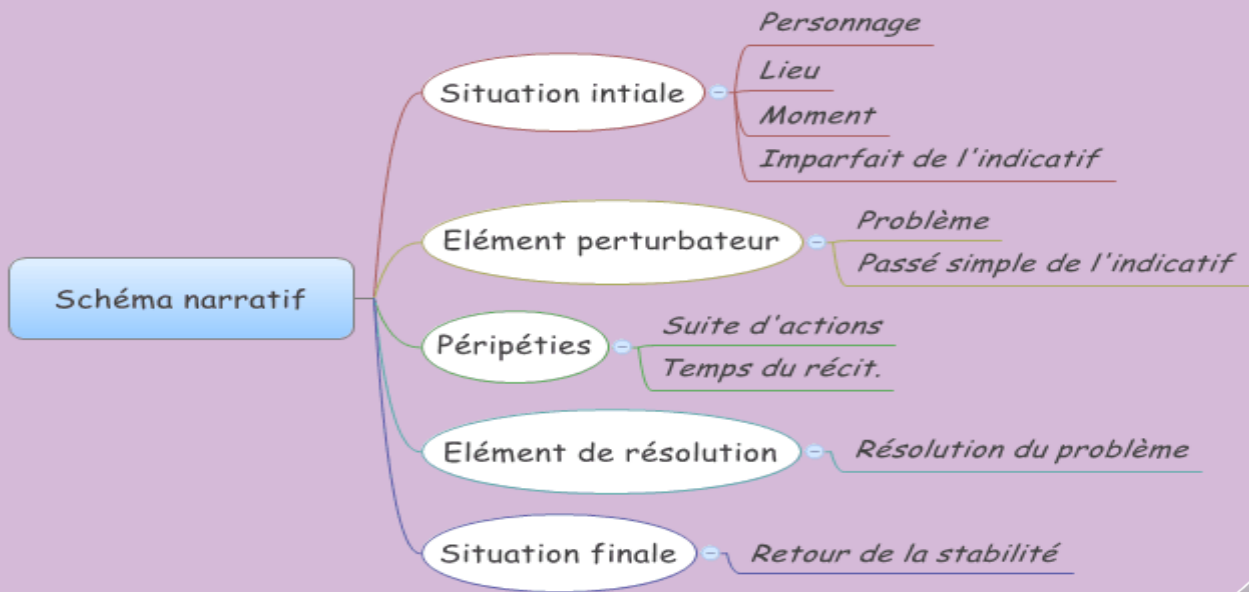 Schéma narratif
Situation intiale
Personnage
Lieu
Moment
Imparfait de l'indicatif
Elément perturbateur
Problème
Passé simple de l'indicatif
Péripéties
Suite d'actions
Temps du récit.
Elément de résolution
Résolution du problème
Situation finale
Retour de la stabilité